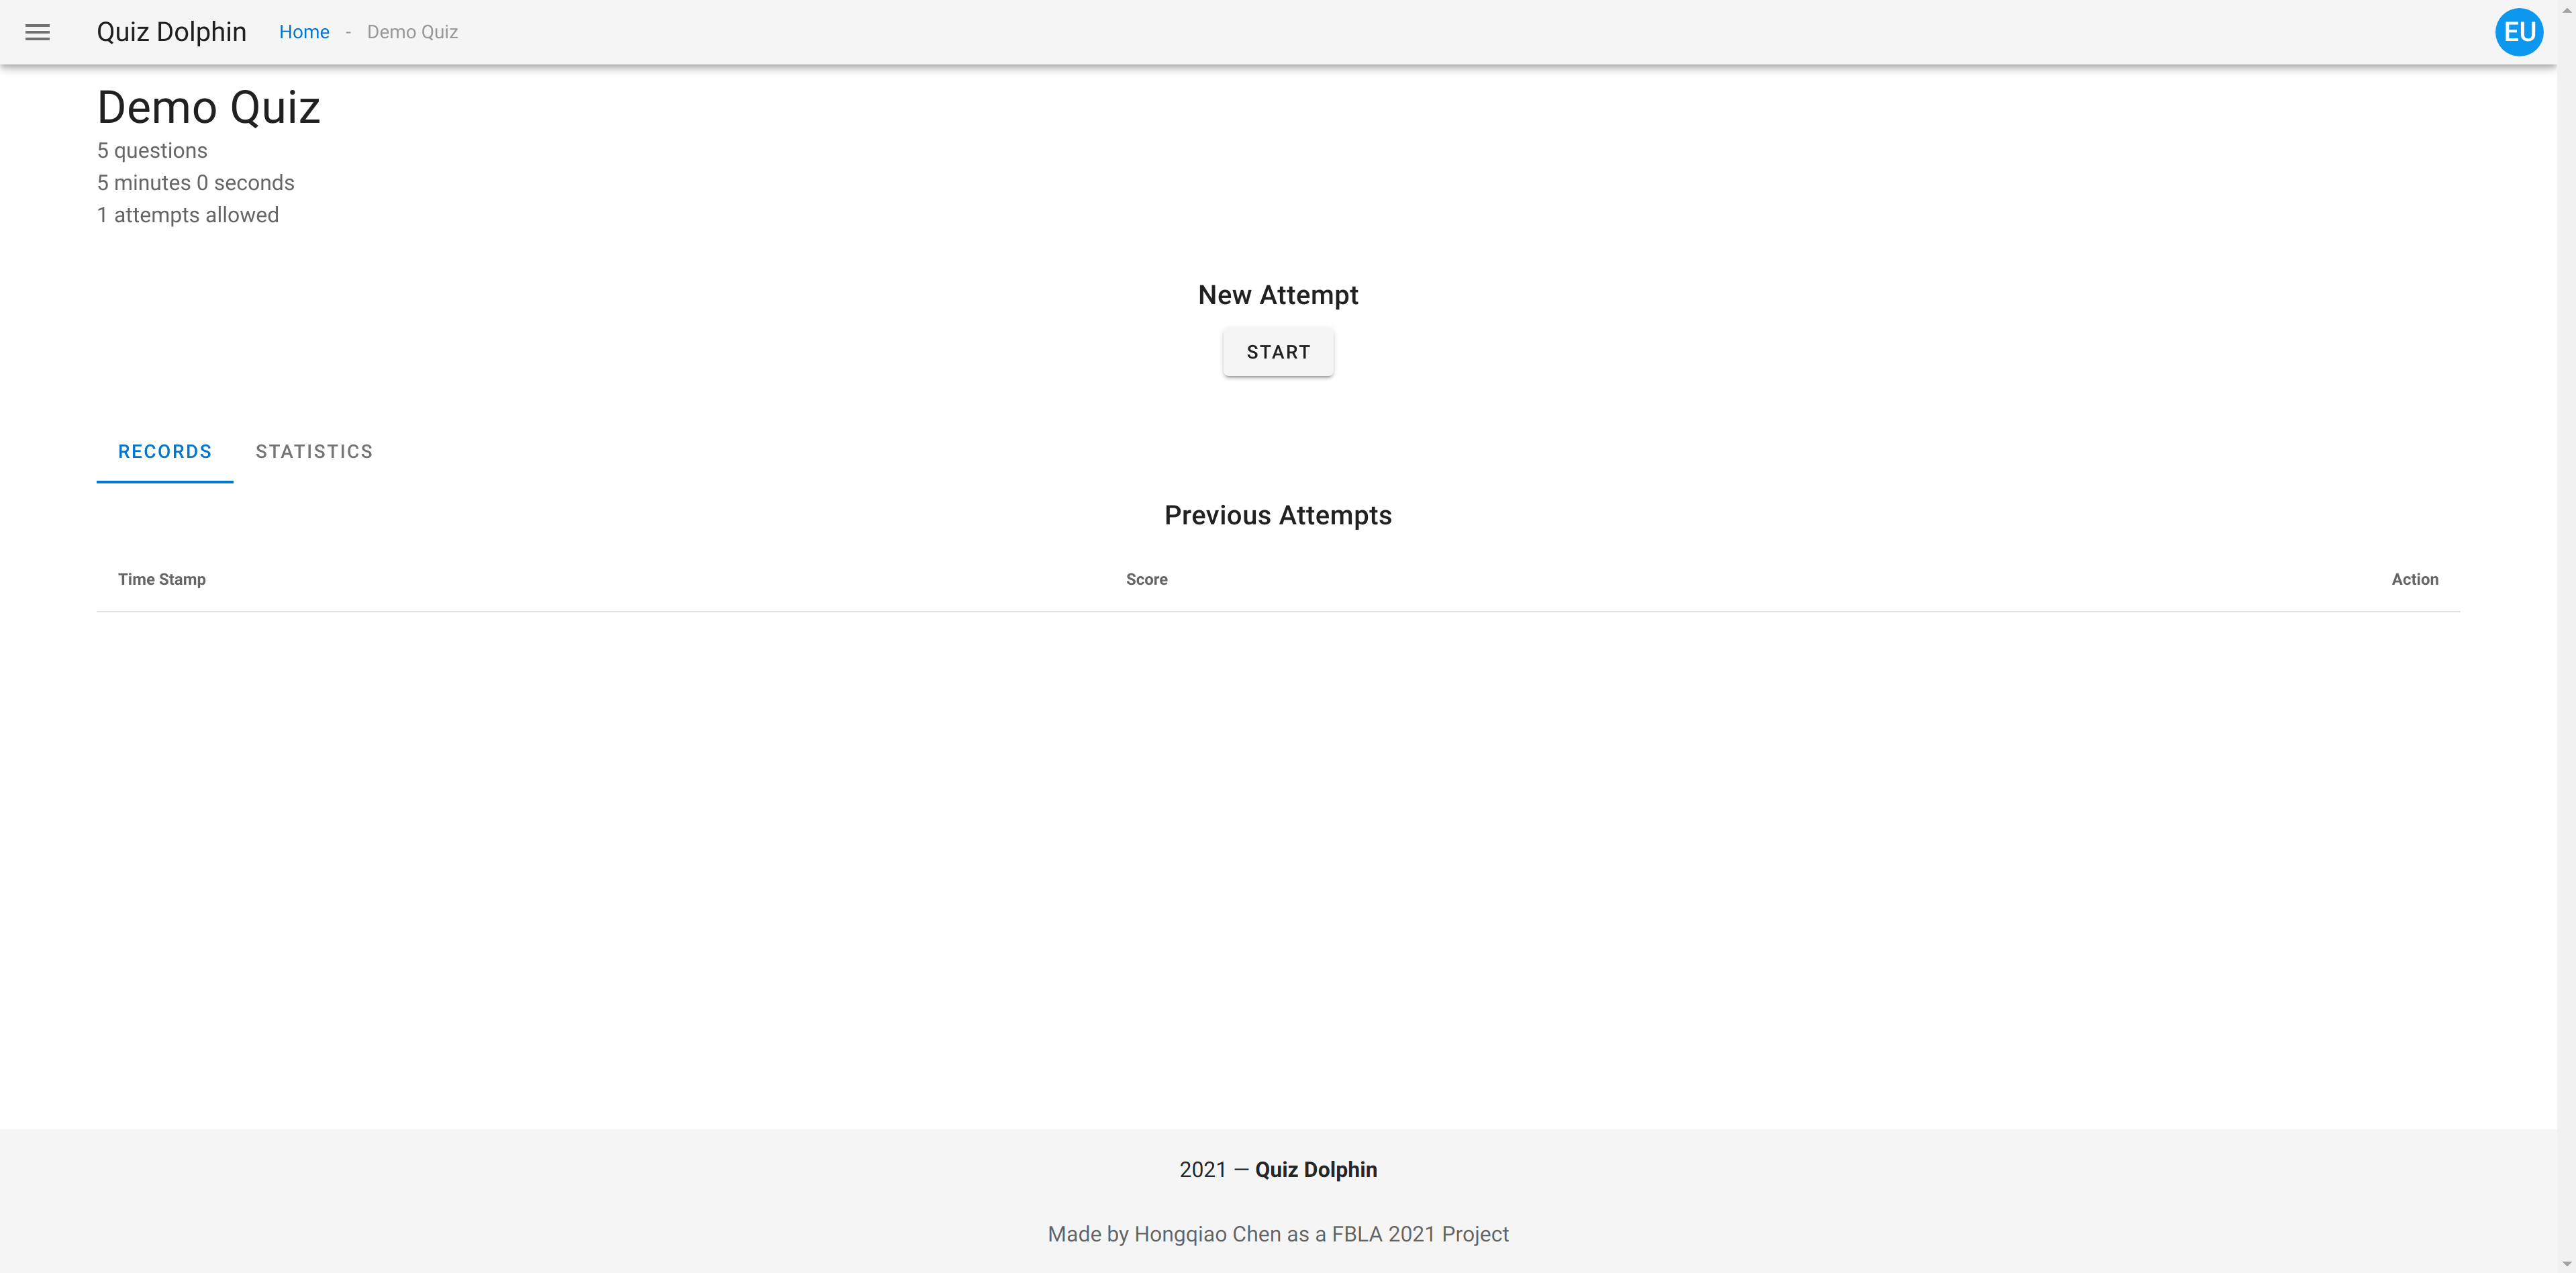 Quiz Dolphin Home - Demo Quiz EU
Demo Quiz
5 questions
5 minutes 0 seconds
1 attempts allowed
New Attempt
START
RECORDS STATISTICS
Previous Attempts
Time Stamp Score Action
2021 — Quiz Dolphin
Made by Hongqiao Chen as a FBLA 2021 Project